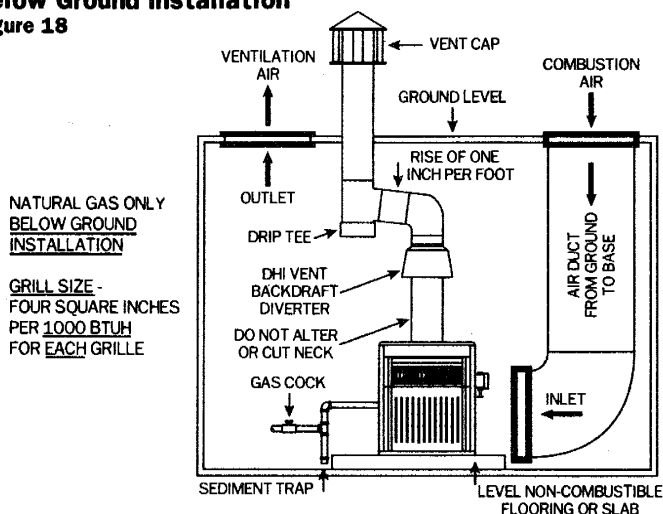 Below Ground Installation
Figure 18
VENT CAP
VENTILATION
AIR
COMBUSTION
AIR
GROUND LEVEL
RISE OF ONE
INCH PER FOOT
OUTLET
NATURAL GAS ONLY
BELOW GROUND
INSTALLATION
DRIP TEE
AIR DUCT
FROM GROUND
TO BASE
DHI VENT
BACKDRAFT
DIVERTER
GRILL SIZE -
FOUR SQUARE INCHES
PER 1000 BTUH
FOR EACH GRILLE
DO NOT ALTER
OR CUT NECK
GAS COCK
INLET
SEDIMENT TRAP
LEVEL NON-COMBUSTIBLE
FLOORING OR SLAB